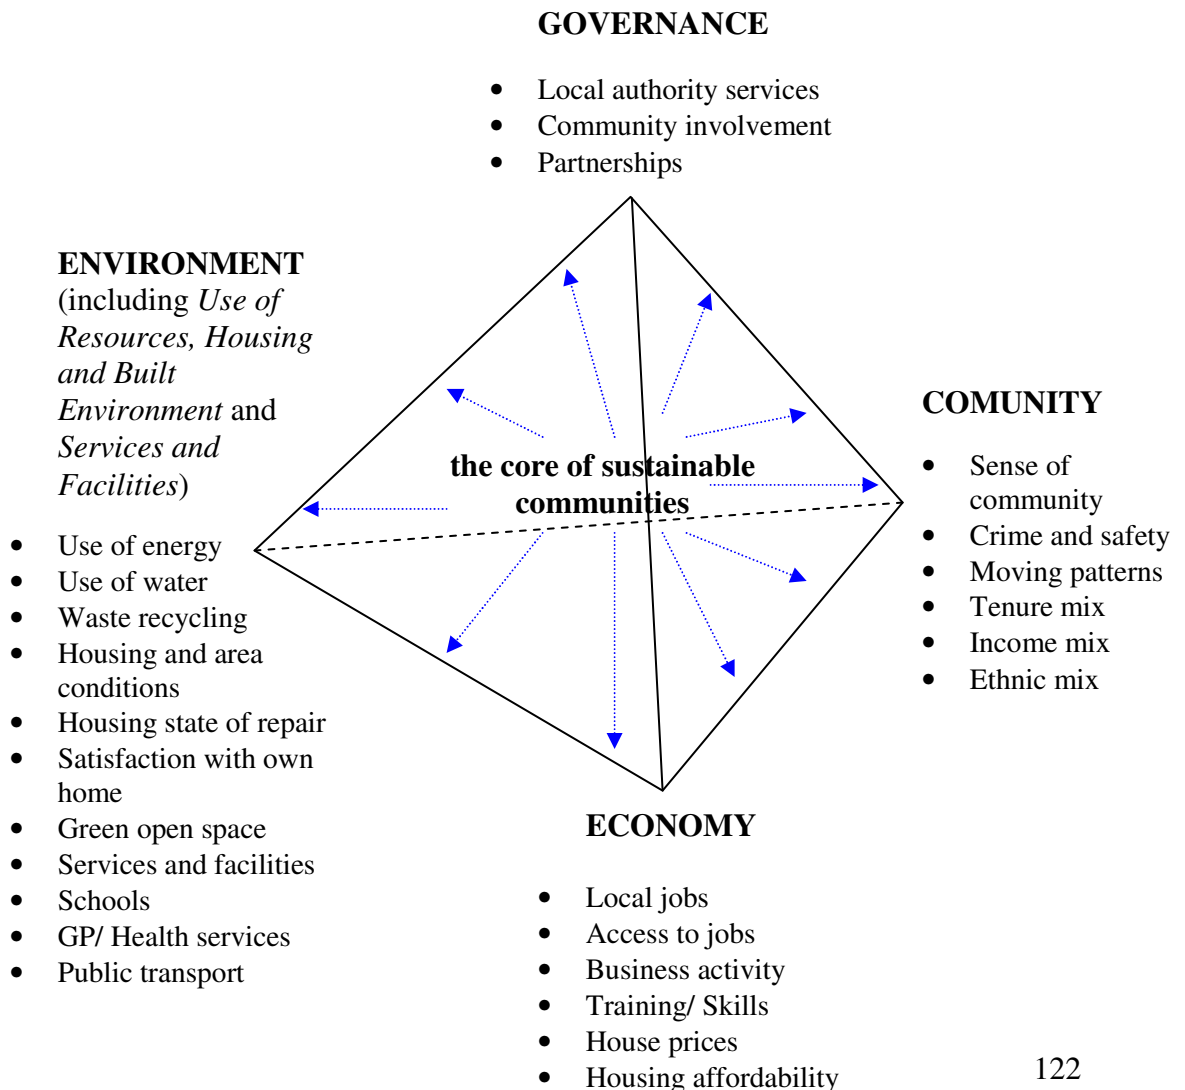 GOVERNANCE
• Local authority services
• Community involvement
• Partnerships
ENVIRONMENT
(including Use of
Resources, Housing
and Built
Environment and
Services and
Facilities)
• Use of energy
• Use of water
• Waste recycling
• Housing and area
conditions
• Housing state of repair
• Satisfaction with own
home
• Green open space
• Services and facilities
• Schools
• GP/ Health services
• Public transport
the core of sustainable
communities
COMUNITY
• Sense of
community
• Crime and safety
• Moving patterns
• Tenure mix
• Income mix
• Ethnic mix
ECONOMY
• Local jobs
• Access to jobs
• Business activity
• Training/ Skills
• House prices
• Housing affordability
122